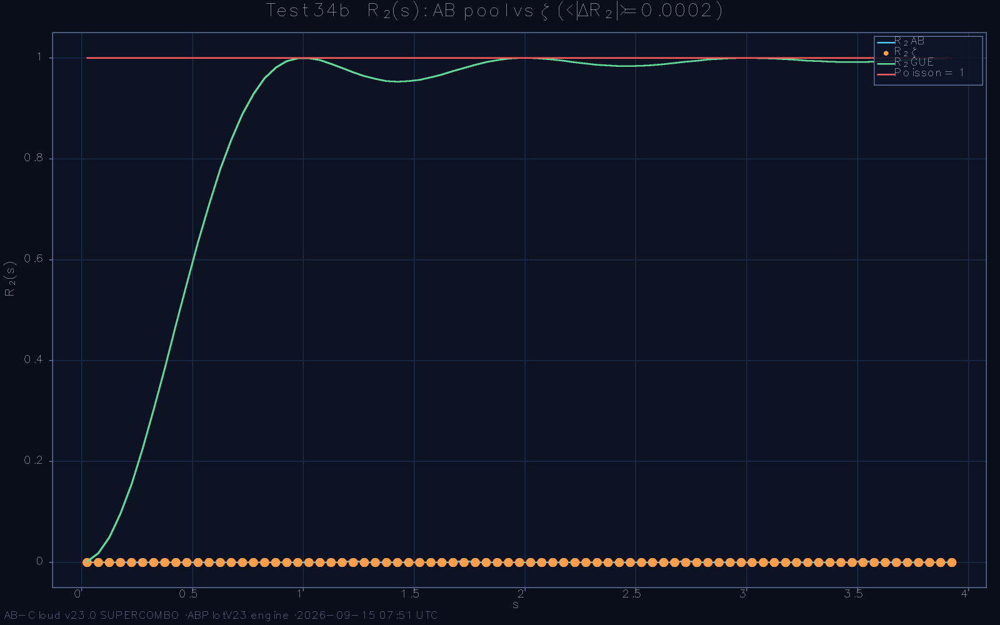 Test34b R₂(s): AB pool vs ζ (<|ΔR₂|>=0.0002)
R₂ AB
R₂ ζ
R₂ GUE
Poisson = 1
1
0.8
0.6
0.4
0.2
0
R₂(s)
0 0.5 1 1.5 2 2.5 3 3.5 4
s
AB-Cloud v23.0 SUPERCOMBO · ABPlotV23 engine · 2026-09-15 07:51 UTC